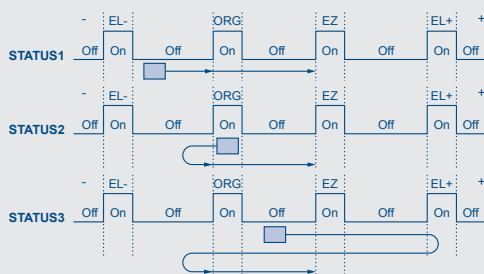 - EL- ORG EZ EL+ +
STATUS1 Off On Off On Off On Off On Off
- EL- ORG EZ EL+ +
STATUS2 Off On Off On Off On Off On Off
- EL- ORG EZ EL+ +
STATUS3 Off On Off On Off On Off On Off